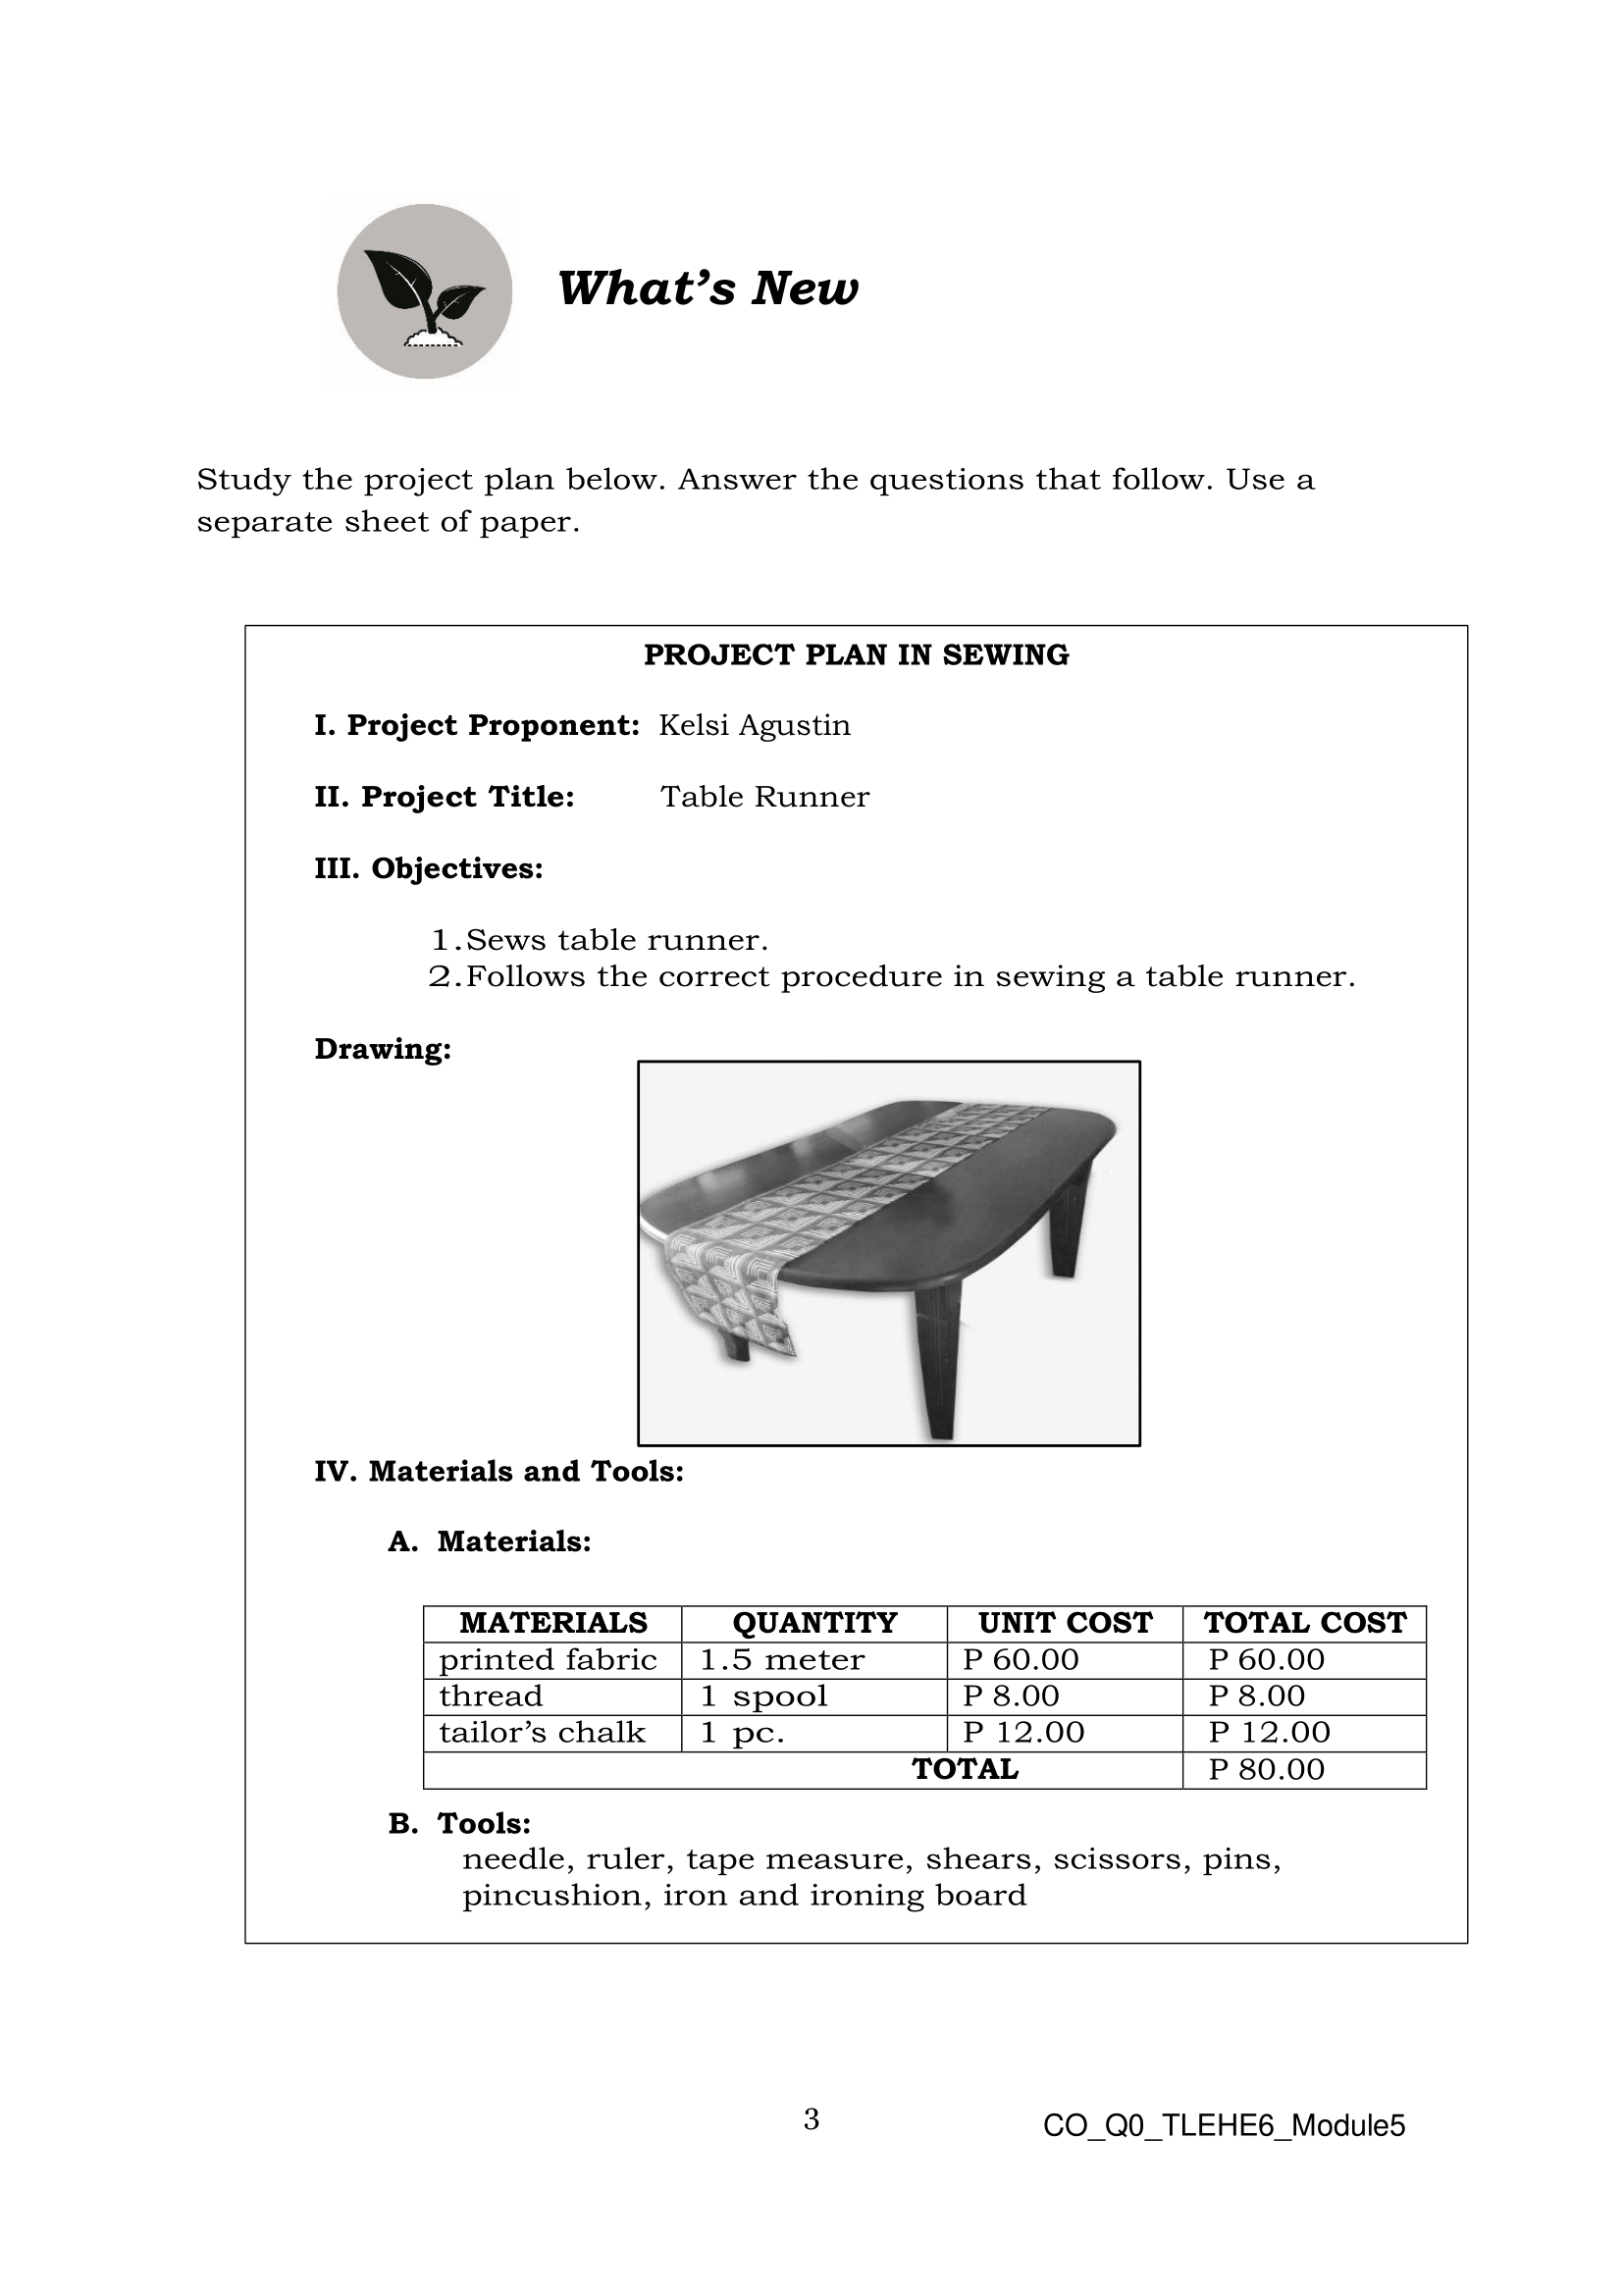 What's New
Study the project plan below. Answer the questions that follow. Use a
separate sheet of paper.
PROJECT PLAN IN SEWING
I. Project Proponent: Kelsi Agustin
II. Project Title: Table Runner
III. Objectives:
1.Sews table runner.
2.Follows the correct procedure in sewing a table runner.
Drawing:
IV. Materials and Tools:
A. Materials:
MATERIALS QUANTITY UNIT COST TOTAL COST
printed fabric 1.5 meter P 60.00 P 60.00
thread 1 spool P 8.00 P 8.00
tailor's chalk 1 pc. P 12.00 P 12.00
TOTAL P 80.00
B. Tools:
needle, ruler, tape measure, shears, scissors, pins,
pincushion, iron and ironing board
3 CO_Q0_TLEHE6_Module5